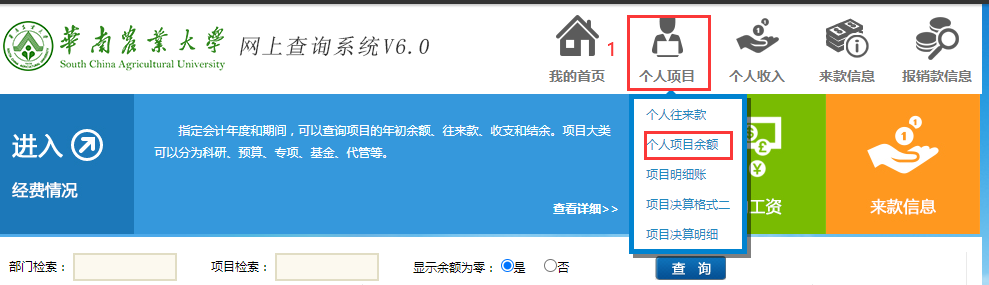 華南農業大學
South China Agricultural University
网上查询系统V6.0
1
我的首页
个人项目
个人收入
来款信息
报销款信息
进入
经费情况
指定会计年度和期间，可以查询项目的年初余额、往来款、收支和结余。项目大类
可以分为科研、预算、专项、基金、代管等。
查看详细>>
个人往来款
个人项目余额
项目明细账
项目决算格式二
项目决算明细
工资
来款信息
部门检索：
项目检索：
显示余额为零：
是
否
查 询